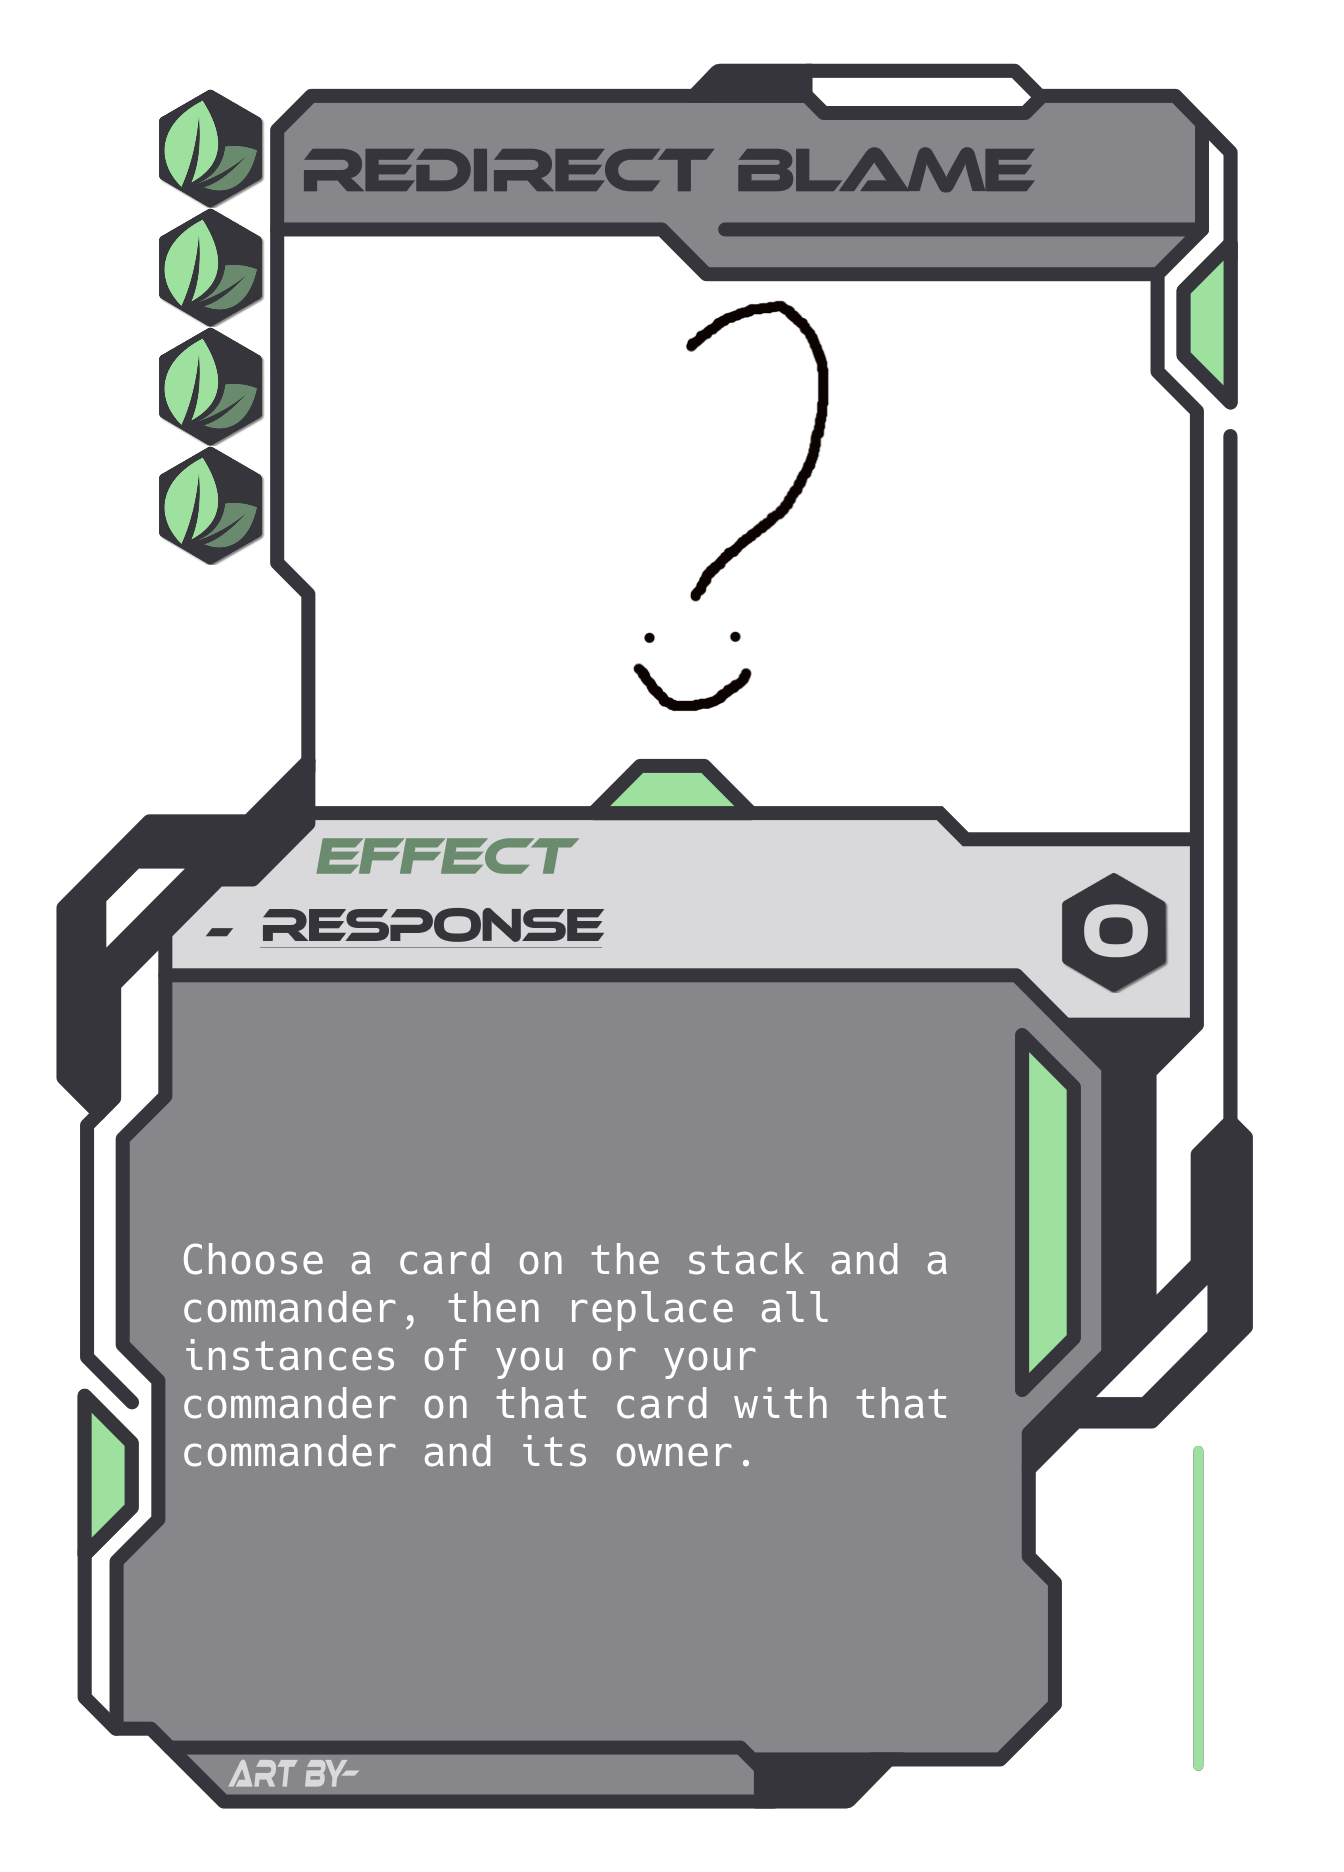 REDIRECT BLAME
EFFECT
- RESPONSE
0
Choose a card on the stack and a
commander, then replace all
instances of you or your
commander on that card with that
commander and its owner.
ART BY-